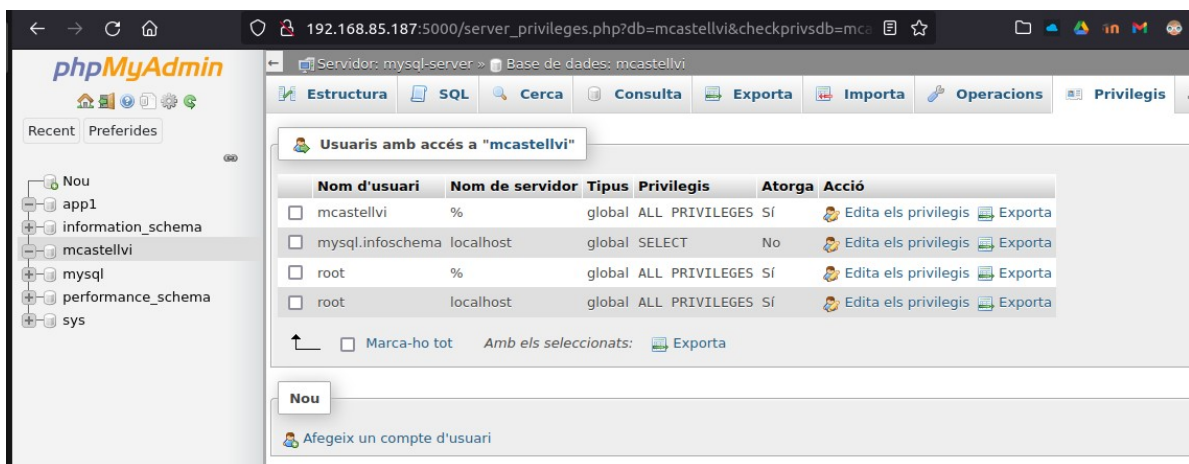 192.168.85.187:5000/server_privileges.php?db=mcastellvi&checkprivsdb=mca
phpMyAdmin
Recent Preferides
Nou
app1
information_schema
mcastellvi
mysql
performance_schema
sys
Servidor: mysql-server » Base de dades: mcastellvi
Estructura SQL Cerca Consulta Exporta Importa Operacions Privilegis
Usuaris amb accés a "mcastellvi"
Nom d'usuari Nom de servidor Tipus Privilegis Atorga Acció
mcastellvi % global ALL PRIVILEGES Sí Edita els privilegis Exporta
mysql.infoschema localhost global SELECT No Edita els privilegis Exporta
root % global ALL PRIVILEGES Sí Edita els privilegis Exporta
root localhost global ALL PRIVILEGES Sí Edita els privilegis Exporta
Marca-ho tot Amb els seleccionats: Exporta
Nou
Afegeix un compte d'usuari